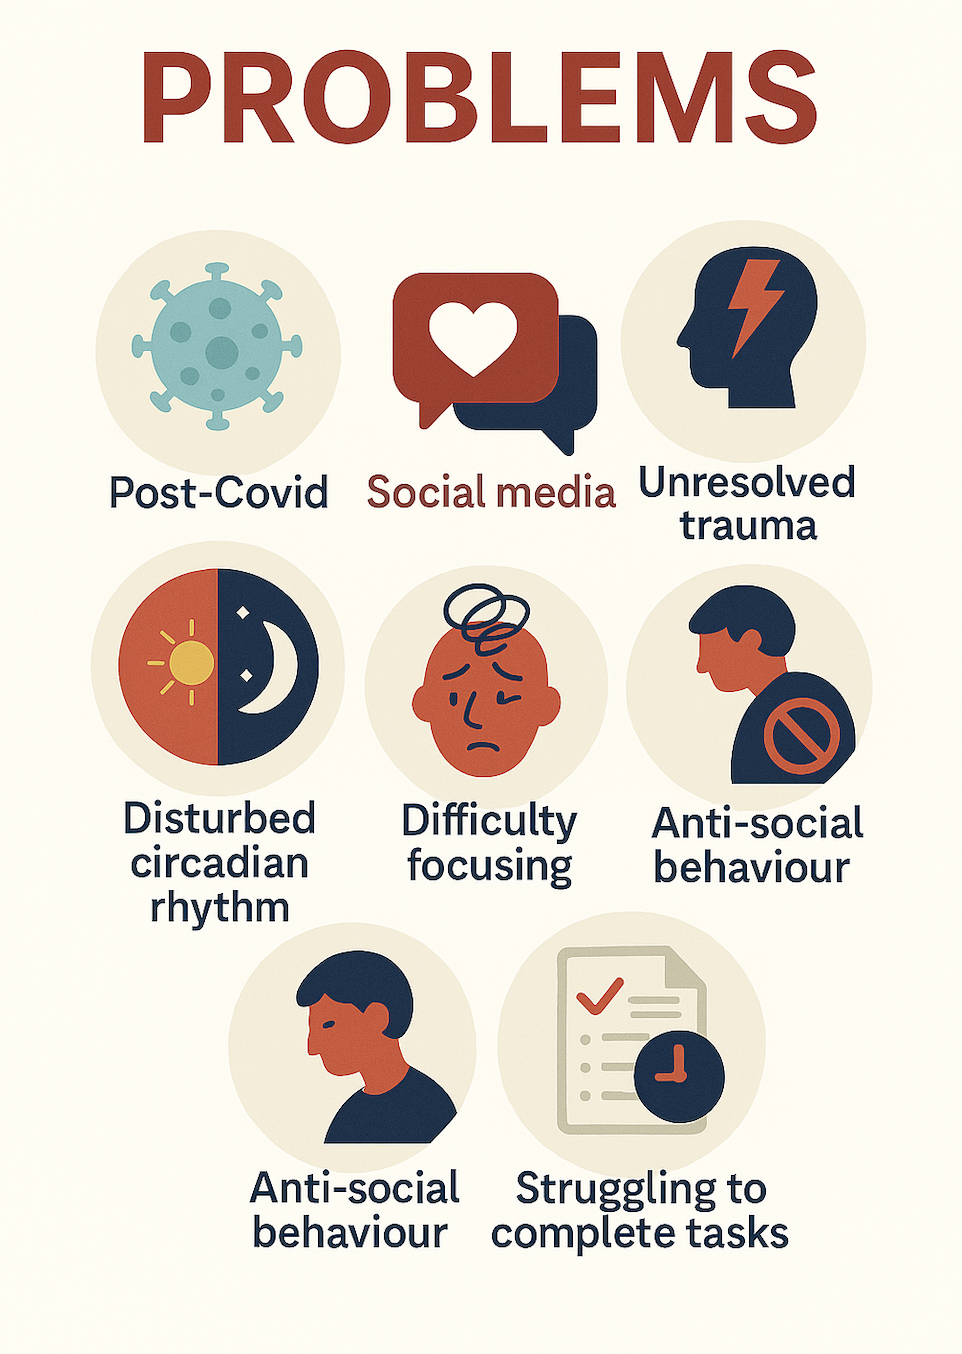 PROBLEMS
Post-Covid
Social media
Unresolved
trauma
Disturbed
circadian
rhythm
Difficulty
focusing
Anti-social
behaviour
Anti-social
behaviour
Struggling to
complete tasks